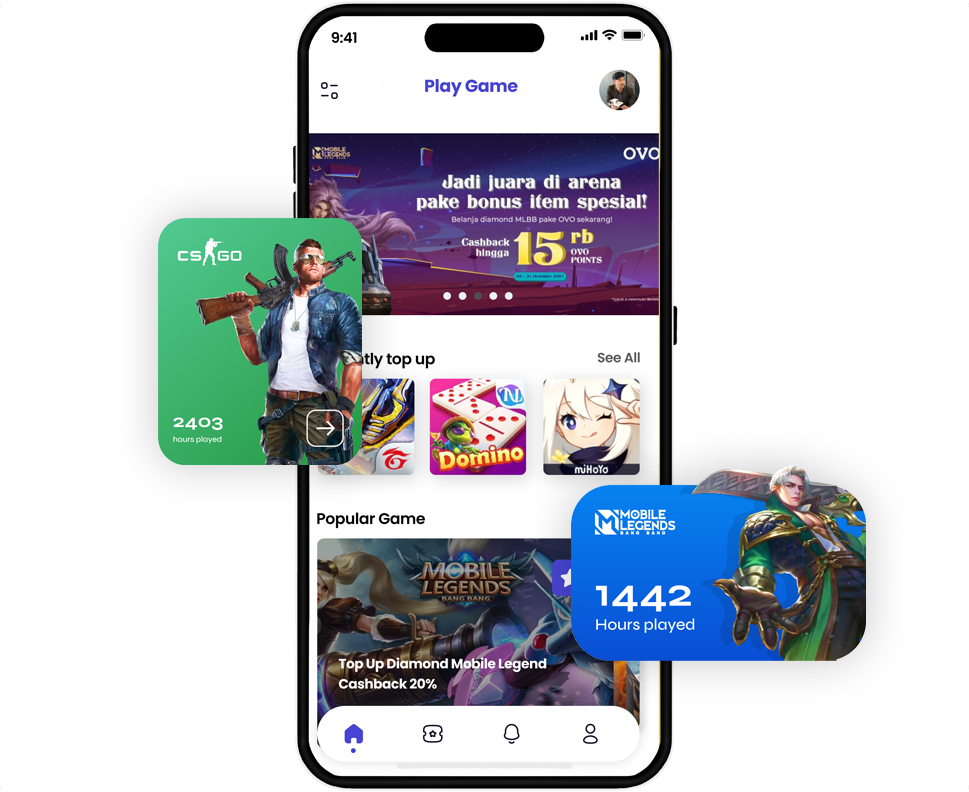 9:41
Play Game
MOBILE
LEGENDS
OVO
Jadi juara di arena
pake bonus item spesial!
Belanja diamond MLBB pake OVO sekarang!
Cashback
hingga
15 rb
OVO
POINTS
CS GO
2403
hours played
tly top up
See All
Domino
miHoYo
Popular Game
MOBILE
LEGENDS
BANG BANG
Top Up Diamond Mobile Legend
Cashback 20%
MOBILE
LEGENDS
BANG BANG
1442
Hours played